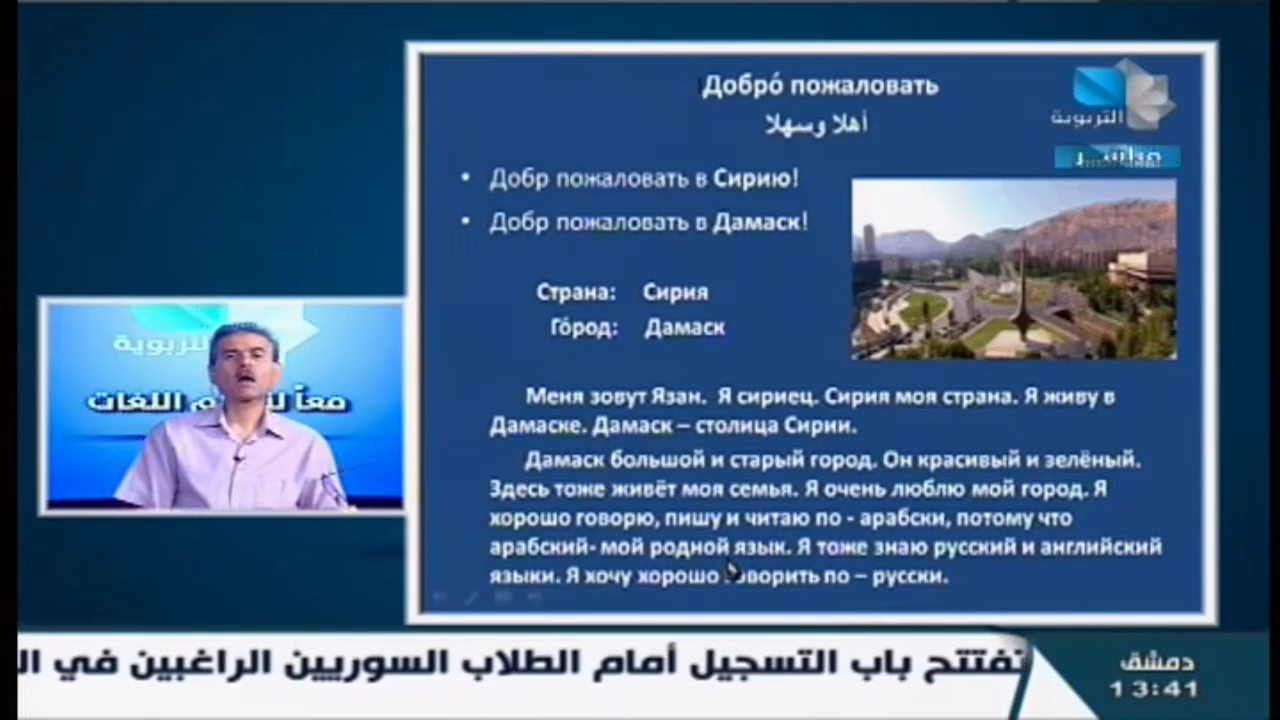 Добро́ пожаловать
أهلا وسهلا
التربوية
مباشر
• Добр пожаловать в Сирию!
• Добр пожаловать в Дамаск!
Страна: Сирия
Го́род: Дамаск
Меня зовут Язан. Я сириец. Сирия моя страна. Я живу в
Дамаске. Дамаск – столица Сирии.
Дамаск большой и старый город. Он красивый и зелёный.
Здесь тоже живёт моя семья. Я очень люблю мой город. Я
хорошо говорю, пишу и читаю по - арабски, потому что
арабский- мой родной язык. Я тоже знаю русский и английский
языки. Я хочу хорошо говорить по – русски.
التربوية
معاً اللغات
تفتتح باب التسجيل أمام الطلاب السوريين الراغبين في
دمشق
13:41